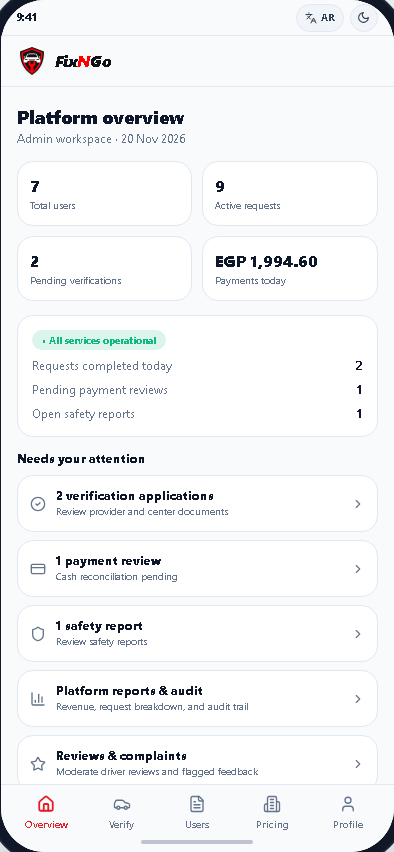 9:41
AR
FixNGo
Platform overview
Admin workspace · 20 Nov 2026
7
Total users
9
Active requests
2
Pending verifications
EGP 1,994.60
Payments today
• All services operational
Requests completed today 2
Pending payment reviews 1
Open safety reports 1
Needs your attention
2 verification applications
Review provider and center documents
1 payment review
Cash reconciliation pending
1 safety report
Review safety reports
Platform reports & audit
Revenue, request breakdown, and audit trail
Reviews & complaints
Moderate driver reviews and flagged feedback
Overview Verify Users Pricing Profile